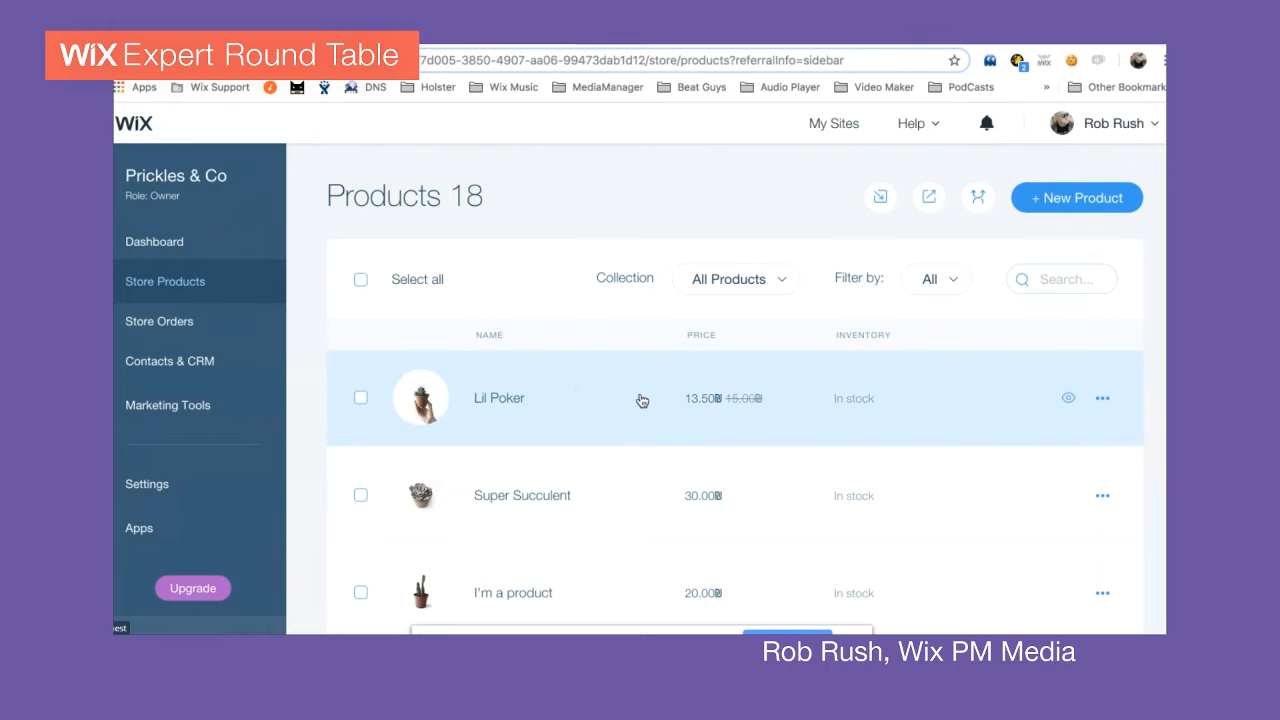 WiX Expert Round Table
7d005-3850-4907-aa06-99473dab1d12/store/products?referralInfo=sidebar
2
Apps Wix Support DNS Holster Wix Music MediaManager Beat Guys Audio Player Video Maker PodCasts » Other Bookmark
WiX My Sites Help Rob Rush
Prickles & Co
Role: Owner
Dashboard
Store Products
Store Orders
Contacts & CRM
Marketing Tools
Settings
Apps
Upgrade
est
Products 18
+ New Product
Select all Collection All Products Filter by: All Search...
NAME PRICE INVENTORY
Lil Poker 13.50₪ 15.00₪ In stock
Super Succulent 30.00₪ In stock
I'm a product 20.00₪ In stock
Rob Rush, Wix PM Media